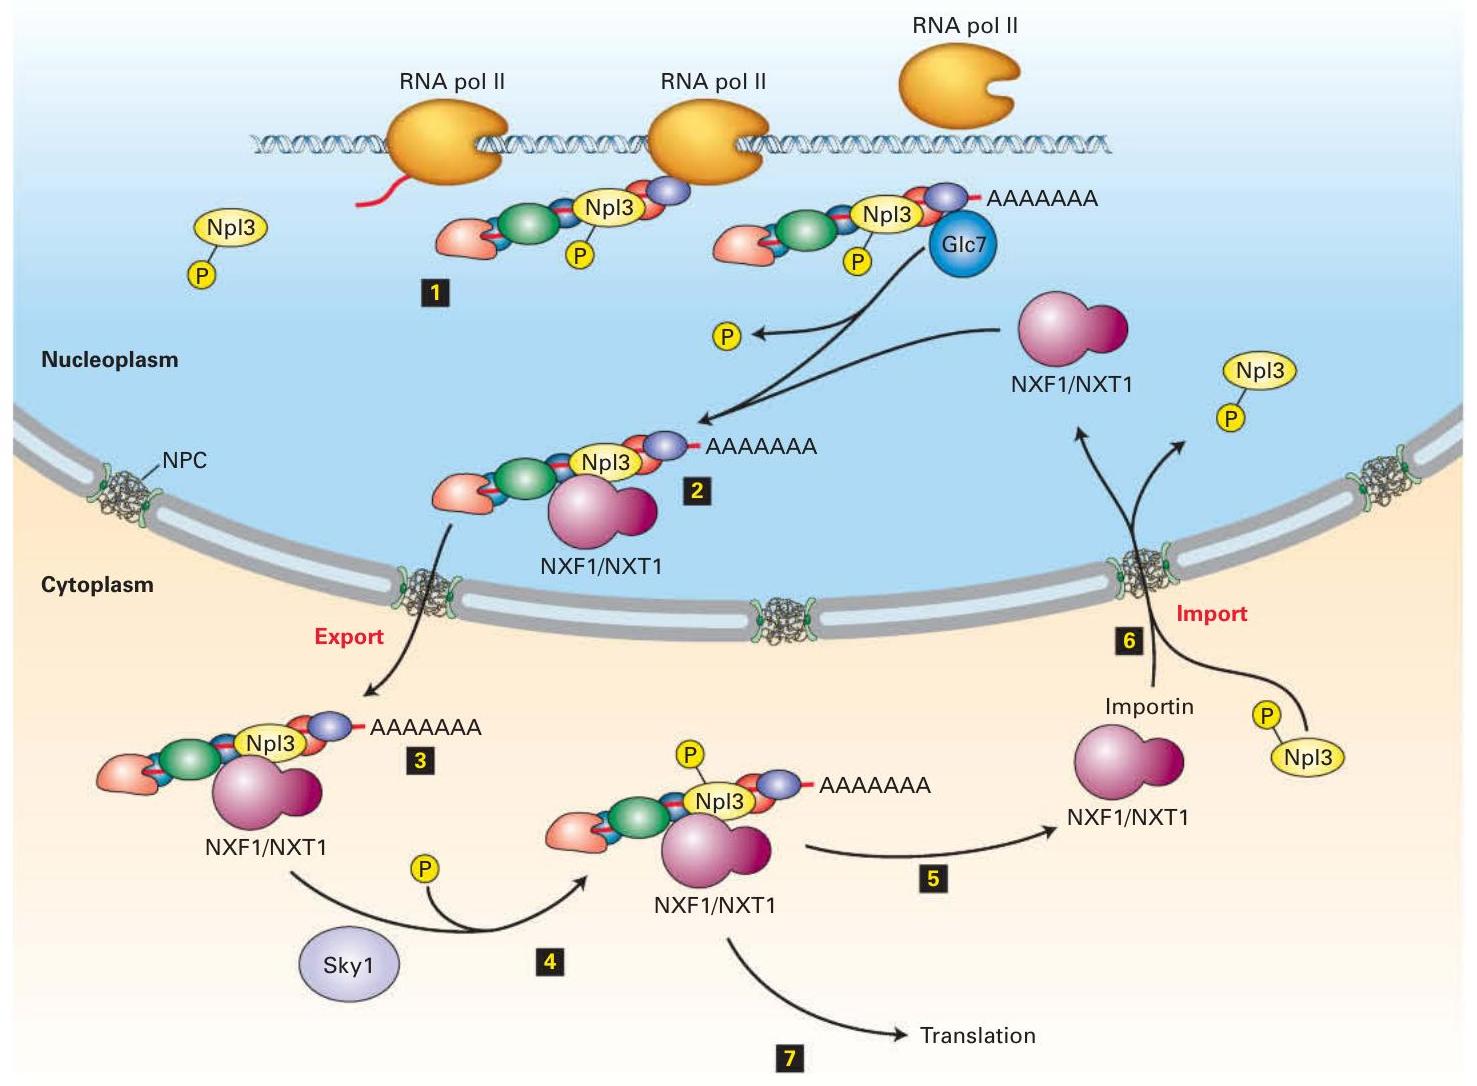 RNA pol II
RNA pol II
RNA pol II
Npl3
P
Npl3
P
1
Npl3
P
AAAAAAA
Glc7
P
NXF1/NXT1
Nucleoplasm
Npl3
P
NPC
Npl3
AAAAAAA
2
NXF1/NXT1
Cytoplasm
Export
Import
6
Npl3
AAAAAAA
3
NXF1/NXT1
P
Npl3
AAAAAAA
NXF1/NXT1
Importin
NXF1/NXT1
P
Npl3
P
Sky1
4
5
7
Translation